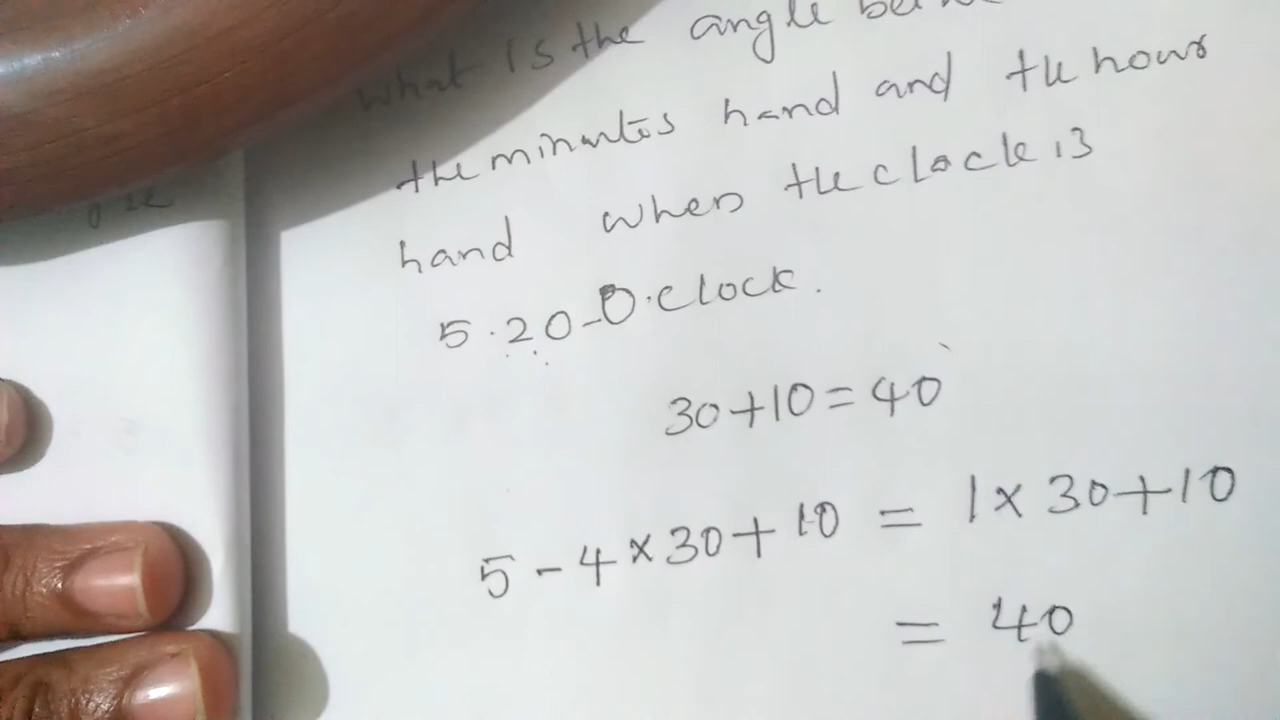 What is the angle
the minutes hand and the hour
hand when the clock is
5.20-O.clock.
30+10=40
5-4×30+10 = 1×30+10
= 40